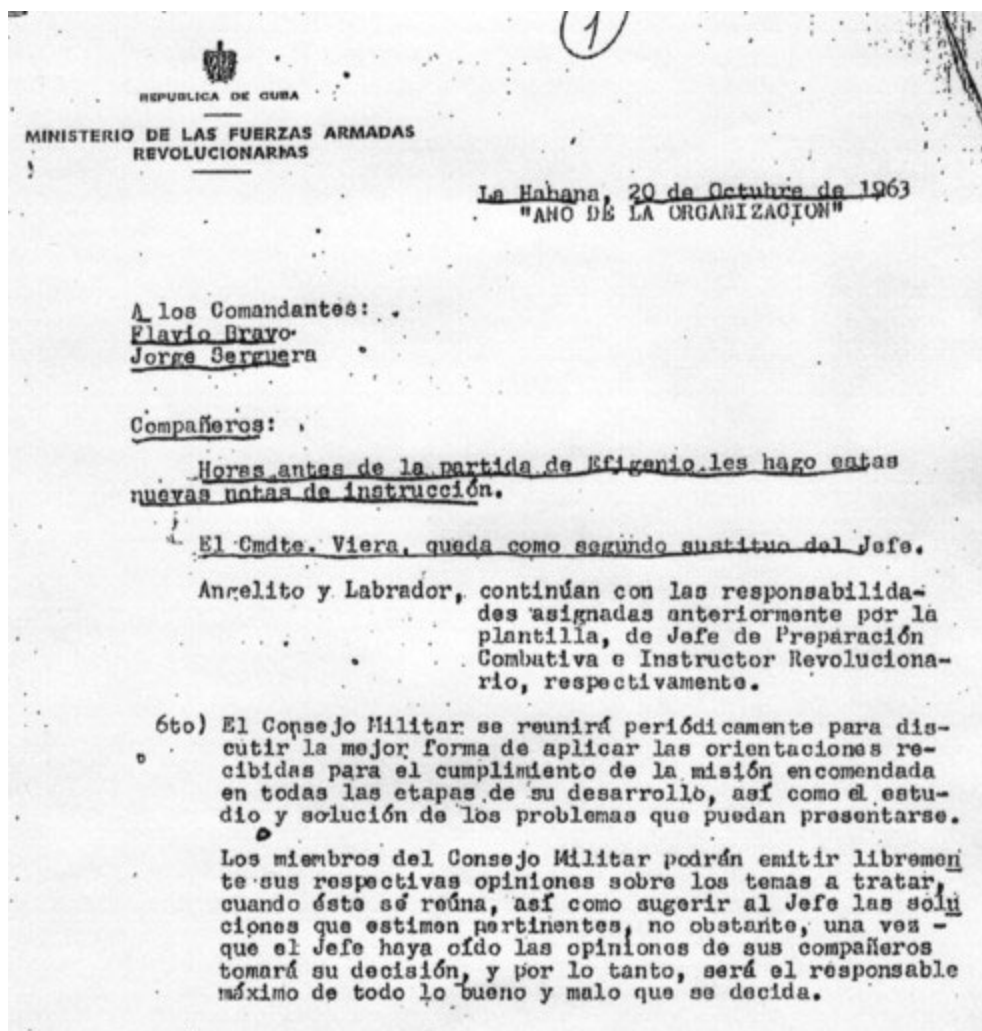 1
REPUBLICA DE CUBA
MINISTERIO DE LAS FUERZAS ARMADAS
REVOLUCIONARIAS
La Habana, 20 de Octubre de 1963
"AÑO DE LA ORGANIZACION"
A los Comandantes:
Flavio Bravo
Jorge Serguera
Compañeros:
Horas antes de la partida de Efigenio les hago estas
nuevas notas de instrucción.
El Cmdte. Viera, queda como segundo sustituo del Jefe.
Angelito y Labrador, continúan con las responsabilida-
des asignadas anteriormente por la
plantilla, de Jefe de Preparación
Combativa e Instructor Revoluciona-
rio, respectivamente.
6to) El Consejo Militar se reunirá periódicamente para dis-
cutir la mejor forma de aplicar las orientaciones re-
cibidas para el cumplimiento de la misión encomendada
en todas las etapas de su desarrollo, así como el estu-
dio y solución de los problemas que puedan presentarse.
Los miembros del Consejo Militar podrán emitir libremen
te sus respectivas opiniones sobre los temas a tratar,
cuando éste se reúna, así como sugerir al Jefe las solu
ciones que estimen pertinentes, no obstante, una vez -
que el Jefe haya oído las opiniones de sus compañeros
tomará su decisión, y por lo tanto, será el responsable
máximo de todo lo bueno y malo que se decida.